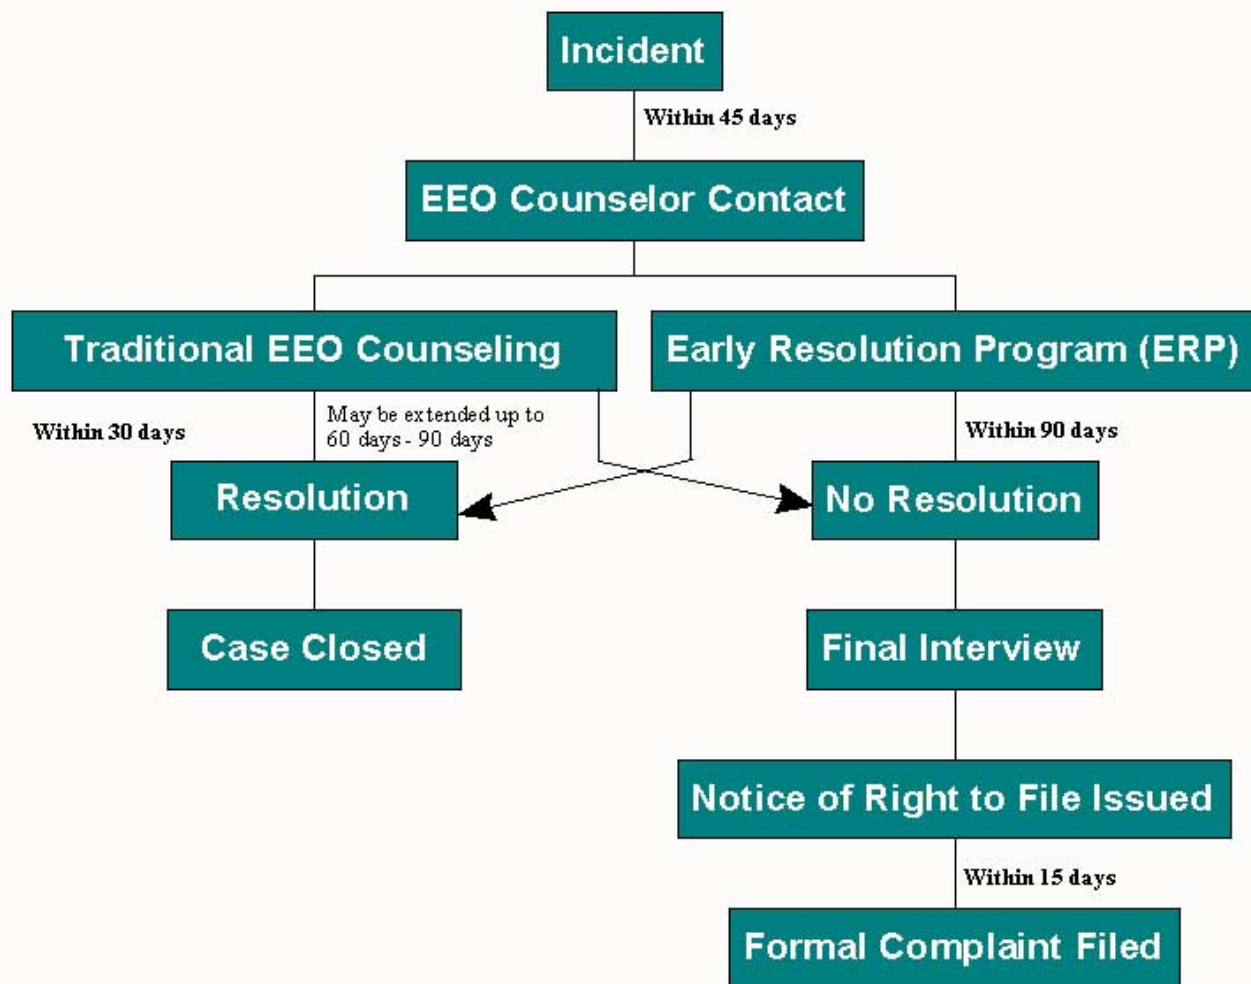 Incident
Within 45 days
EEO Counselor Contact
Traditional EEO Counseling
Early Resolution Program (ERP)
Within 30 days
May be extended up to
60 days - 90 days
Within 90 days
Resolution
No Resolution
Case Closed
Final Interview
Notice of Right to File Issued
Within 15 days
Formal Complaint Filed